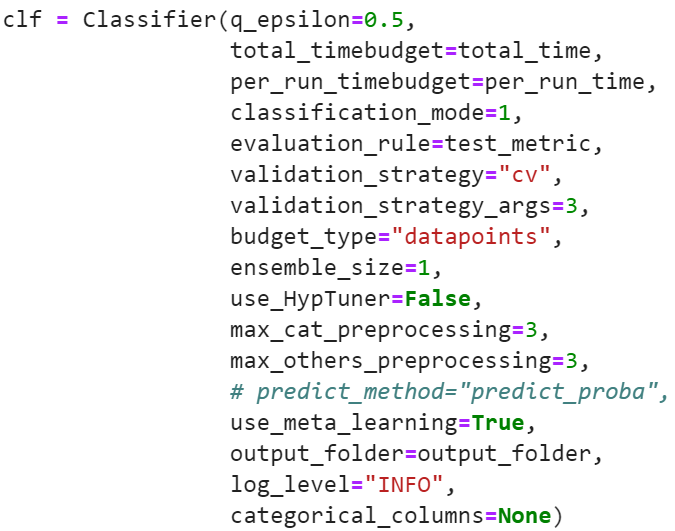 clf = Classifier(q_epsilon=0.5,
                 total_timebudget=total_time,
                 per_run_timebudget=per_run_time,
                 classification_mode=1,
                 evaluation_rule=test_metric,
                 validation_strategy="cv",
                 validation_strategy_args=3,
                 budget_type="datapoints",
                 ensemble_size=1,
                 use_HypTuner=False,
                 max_cat_preprocessing=3,
                 max_others_preprocessing=3,
                 # predict_method="predict_proba",
                 use_meta_learning=True,
                 output_folder=output_folder,
                 log_level="INFO",
                 categorical_columns=None)